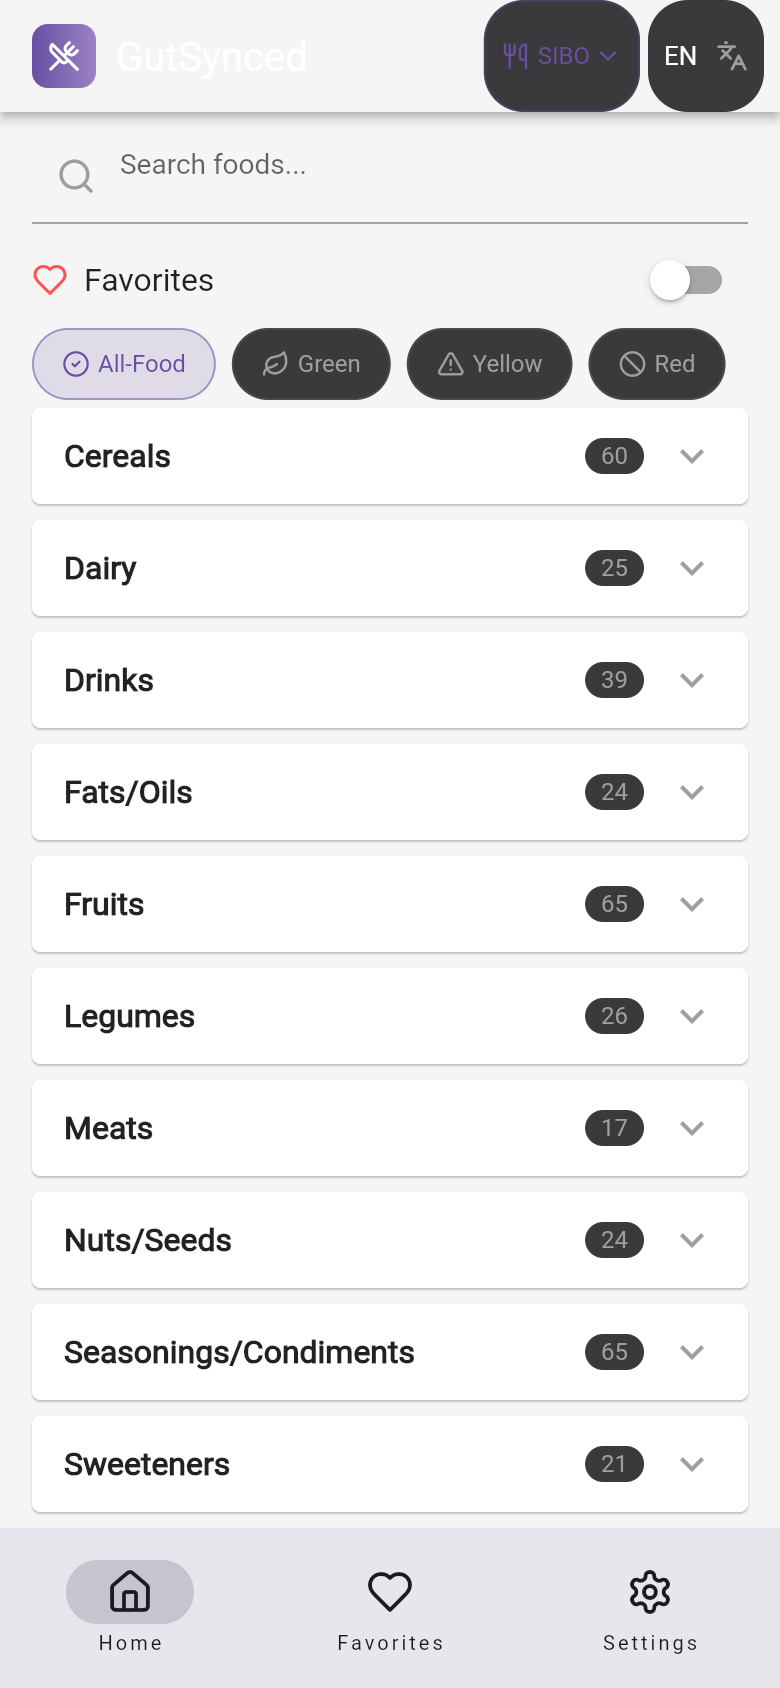 GutSynced
SIBO
EN
Search foods...
Favorites
All-Food
Green
Yellow
Red
Cereals 60
Dairy 25
Drinks 39
Fats/Oils 24
Fruits 65
Legumes 26
Meats 17
Nuts/Seeds 24
Seasonings/Condiments 65
Sweeteners 21
Home
Favorites
Settings